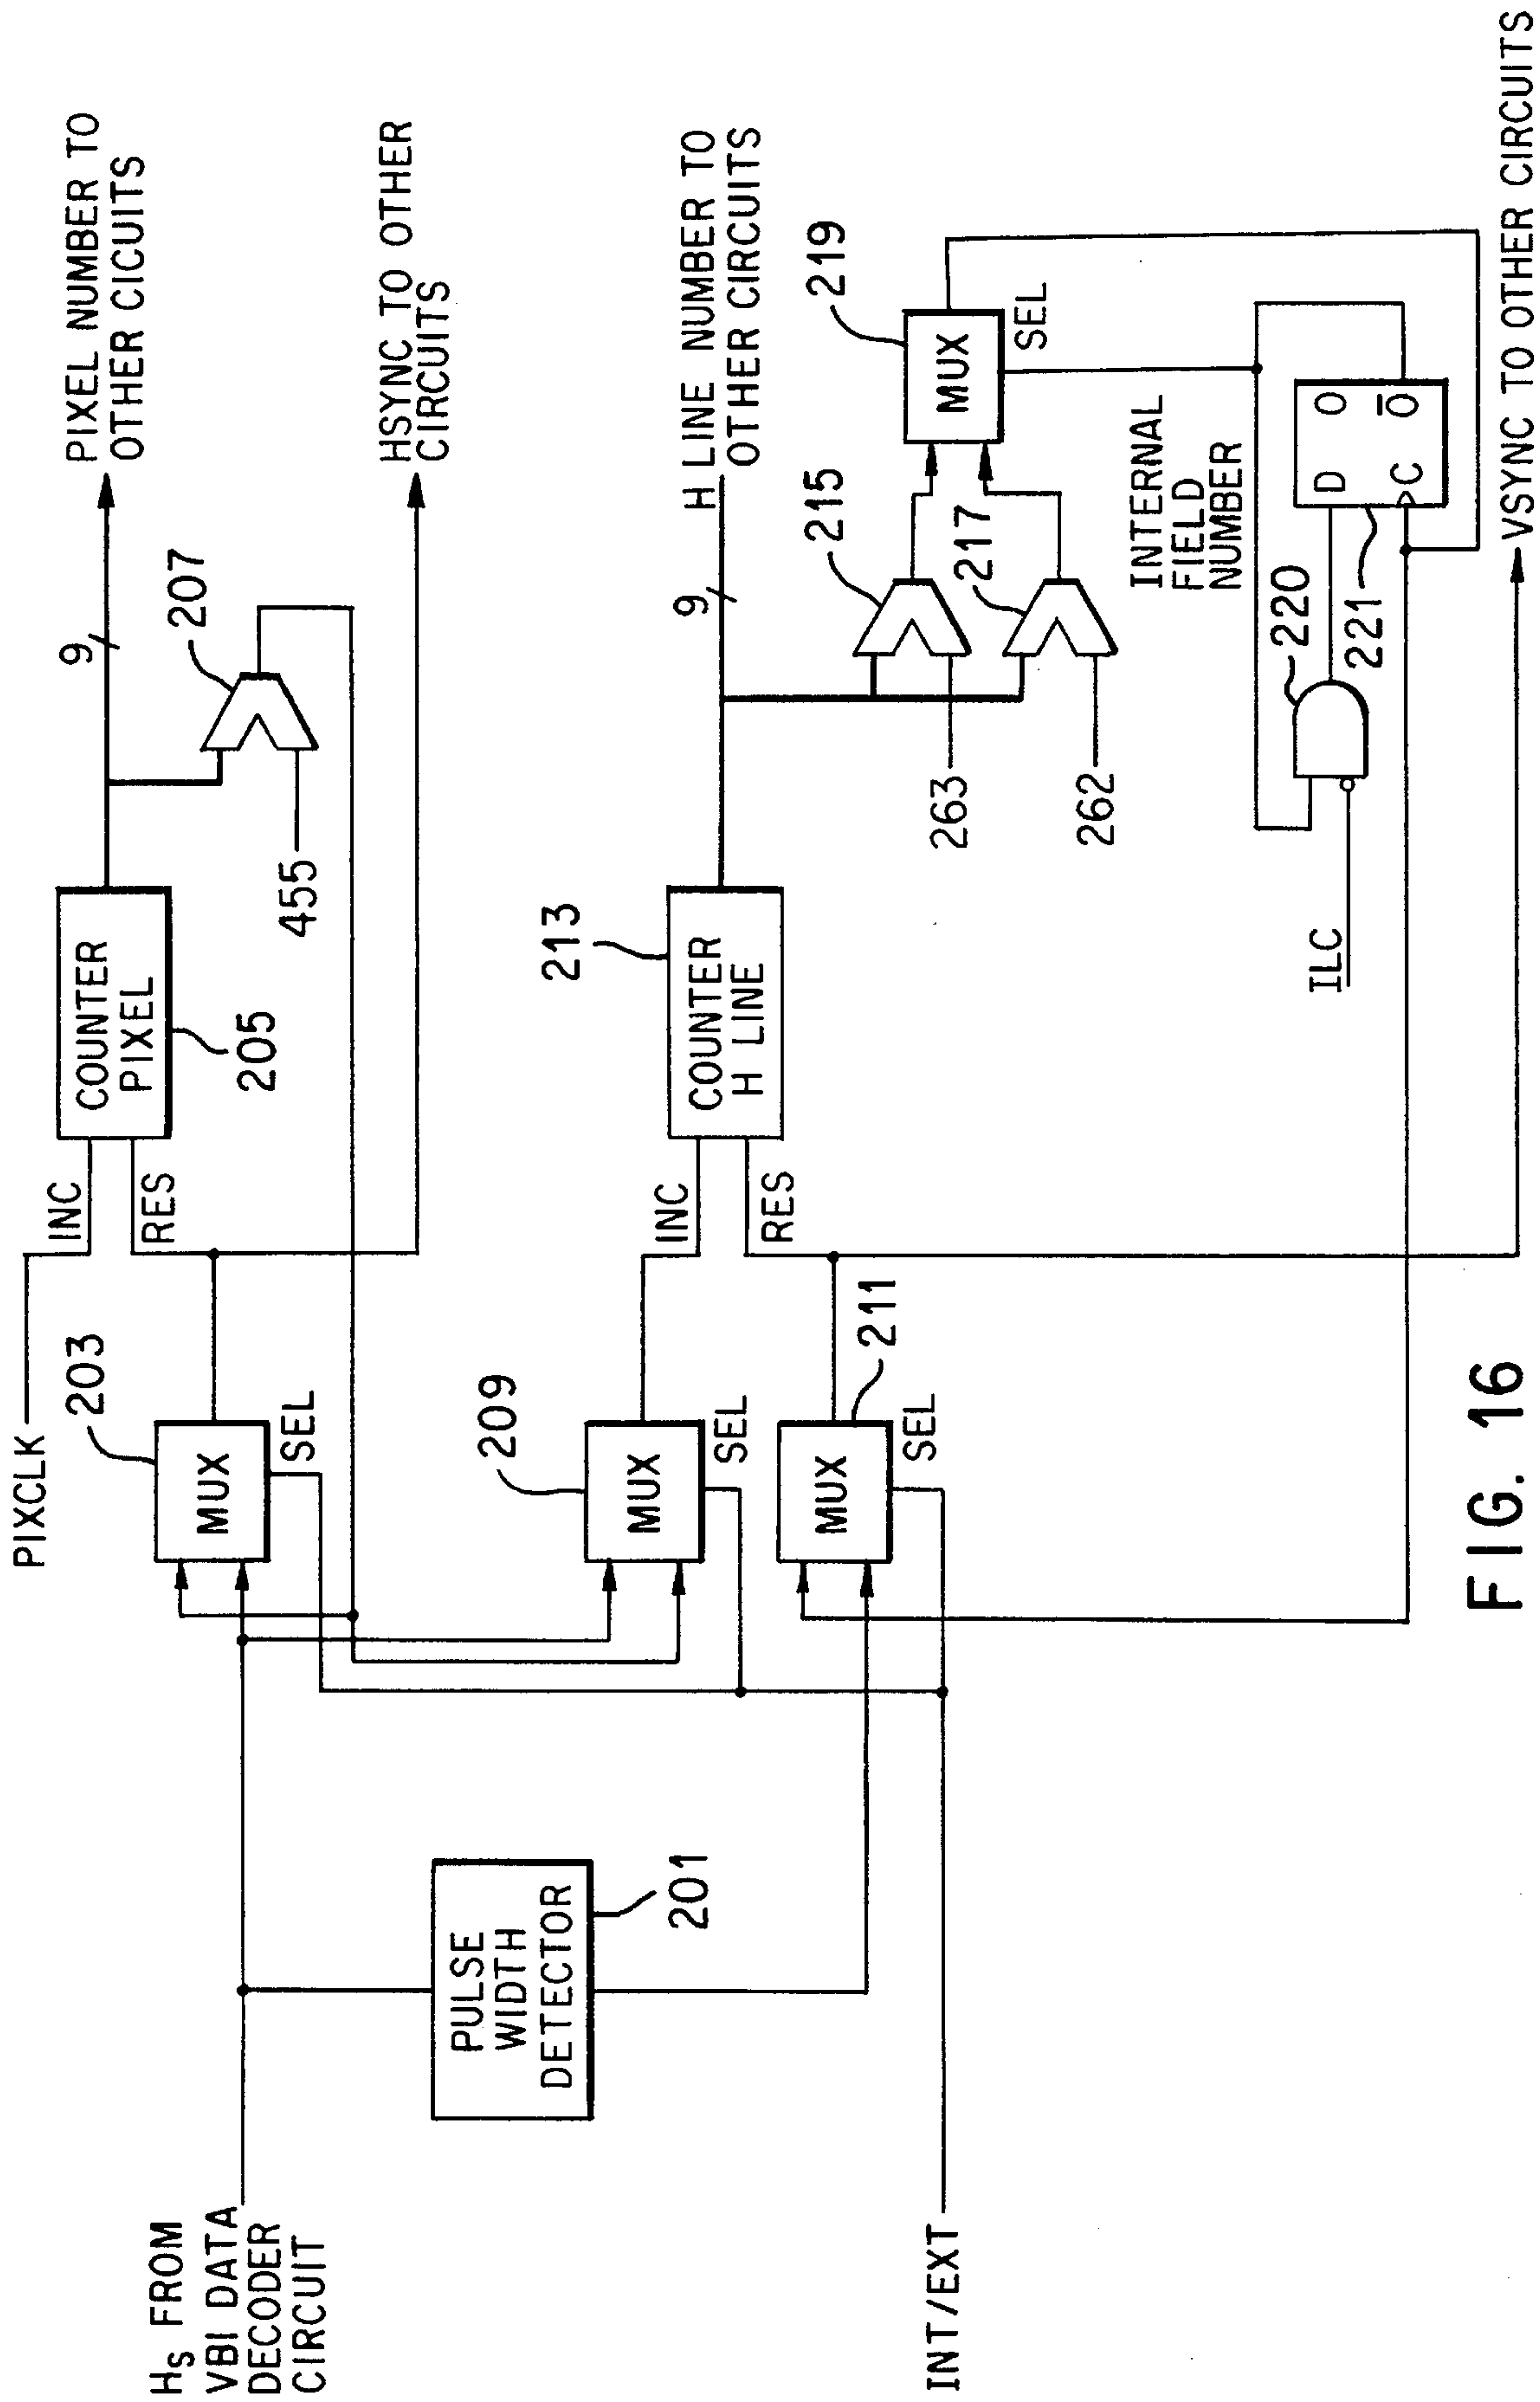 PIXCLK
INC
RES
COUNTER
PIXEL
205
9
PIXEL NUMBER TO
OTHER CICUITS
207
455
HSYNC TO OTHER
CIRCUITS
203
MUX
SEL
Hs FROM
VBI DATA
DECODER
CIRCUIT
PULSE
WIDTH
DETECTOR
201
209
MUX
SEL
INC
RES
213
COUNTER
H LINE
9
H LINE NUMBER TO
OTHER CIRCUITS
211
MUX
SEL
263
215
262
217
219
MUX
SEL
INTERNAL
FIELD
NUMBER
INT/EXT
ILC
220
221
D
O
C
O̅
VSYNC TO OTHER CIRCUITS
FIG. 16